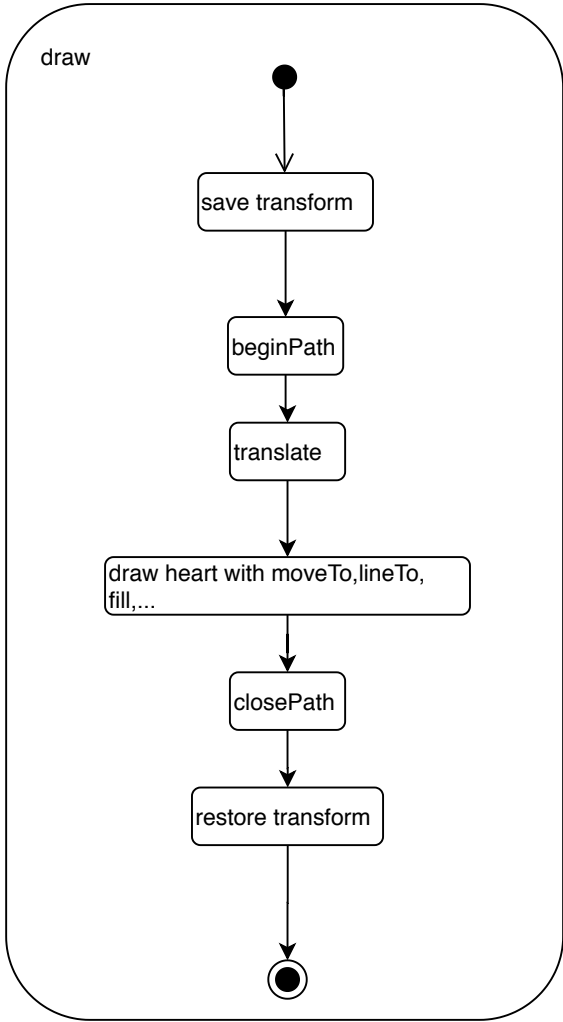 draw
save transform
beginPath
translate
draw heart with moveTo,lineTo,
fill,...
closePath
restore transform